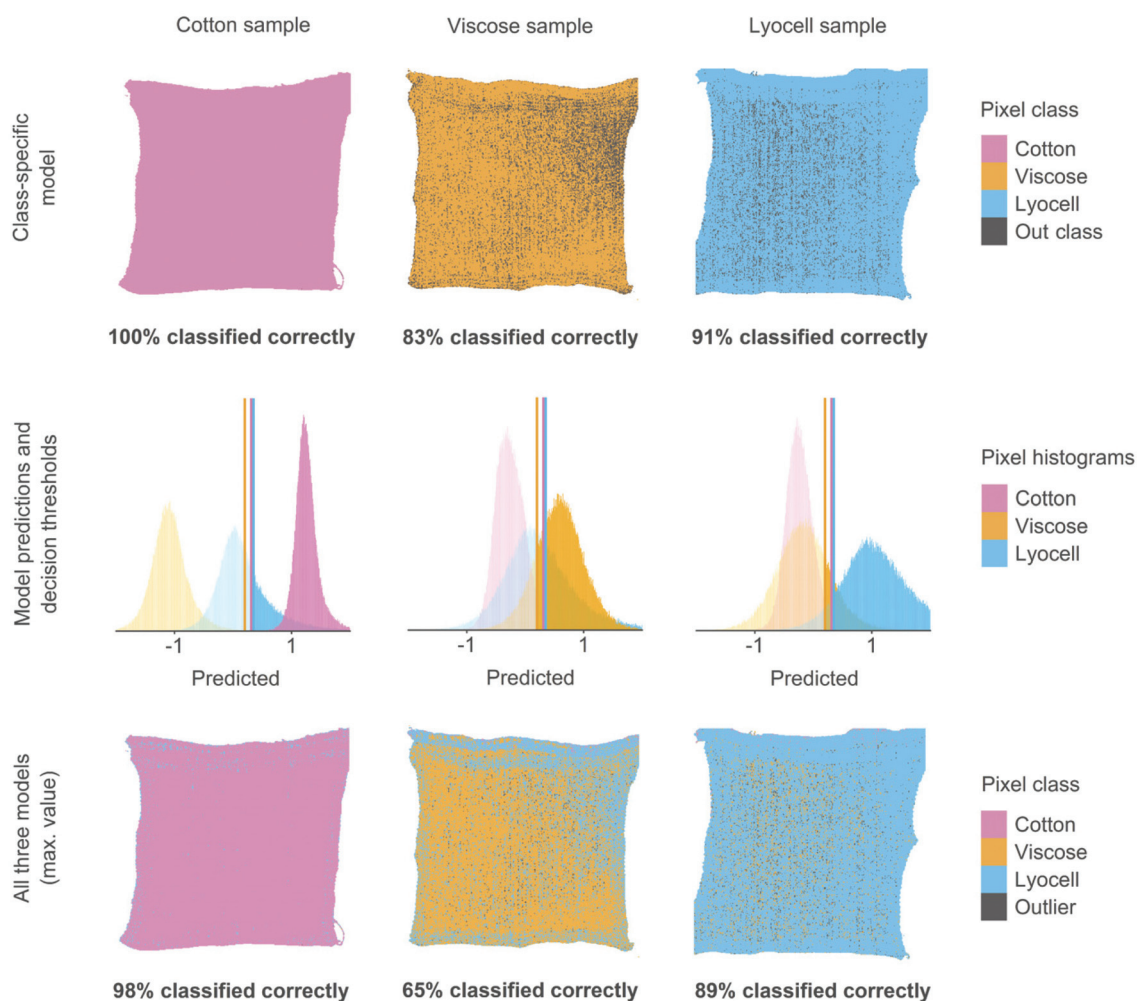 Cotton sample
Viscose sample
Lyocell sample
Class-specific
model
Pixel class
Cotton
Viscose
Lyocell
Out class
100% classified correctly
83% classified correctly
91% classified correctly
Model predictions and
decision thresholds
-1
1
-1
1
-1
1
Predicted
Predicted
Predicted
Pixel histograms
Cotton
Viscose
Lyocell
All three models
(max. value)
Pixel class
Cotton
Viscose
Lyocell
Outlier
98% classified correctly
65% classified correctly
89% classified correctly